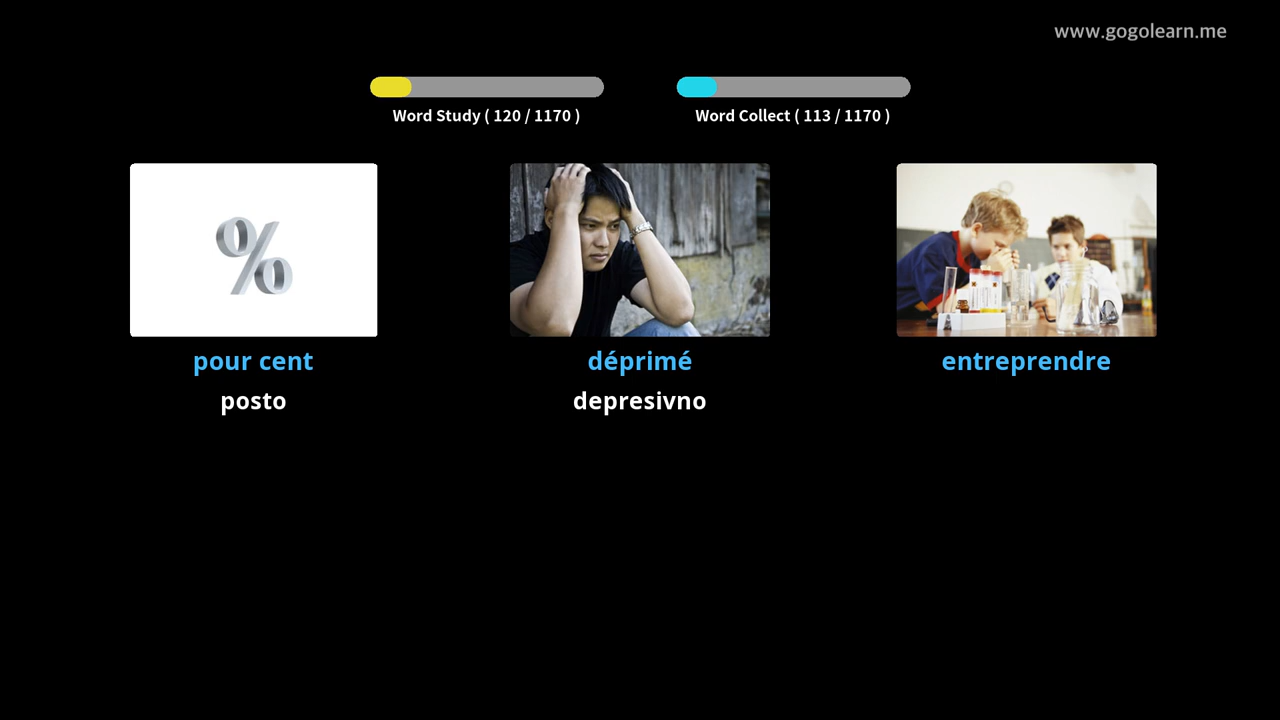 www.gogolearn.me
Word Study ( 120 / 1170 )
Word Collect ( 113 / 1170 )
%
pour cent
déprimé
entreprendre
posto
depresivno